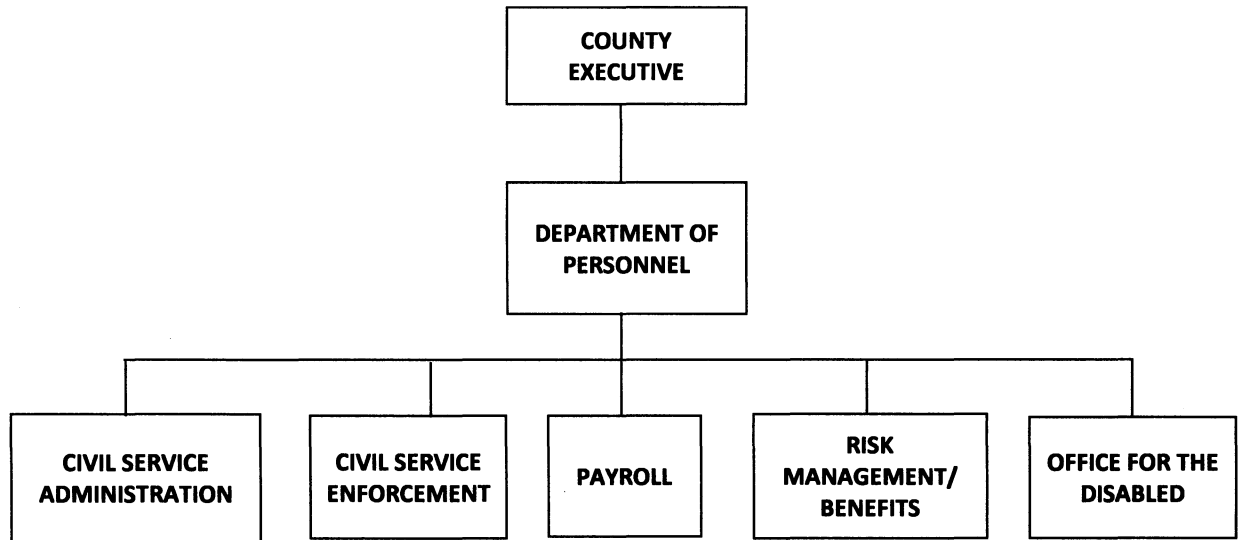 COUNTY
EXECUTIVE
DEPARTMENT OF
PERSONNEL
CIVIL SERVICE
ADMINISTRATION
CIVIL SERVICE
ENFORCEMENT
PAYROLL
RISK
MANAGEMENT/
BENEFITS
OFFICE FOR THE
DISABLED